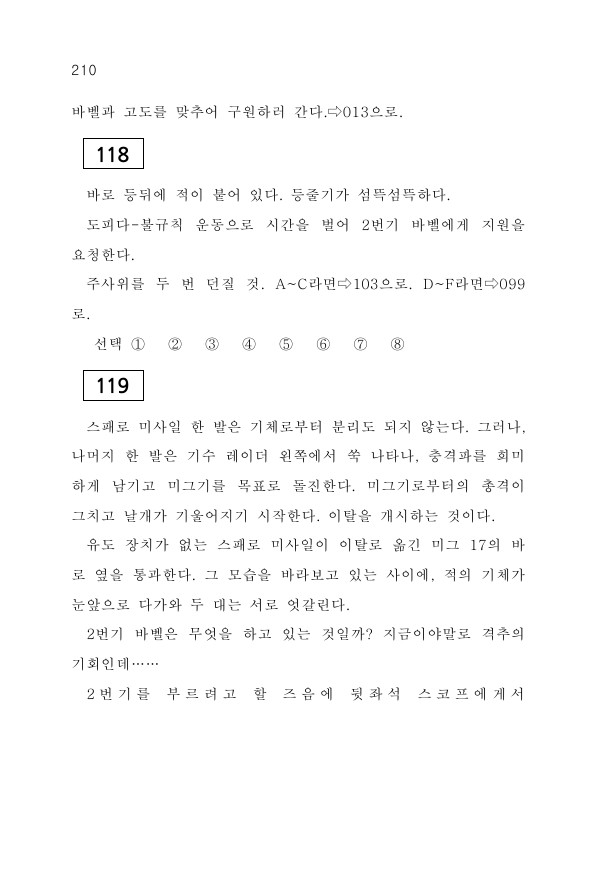 210
바벨과 고도를 맞추어 구원하러 간다.⇨013으로.
118
바로 등뒤에 적이 붙어 있다. 등줄기가 섬뜩섬뜩하다.
도피다-불규칙 운동으로 시간을 벌어 2번기 바벨에게 지원을
요청한다.
주사위를 두 번 던질 것. A~C라면⇨103으로. D~F라면⇨099
로.
선택 ① ② ③ ④ ⑤ ⑥ ⑦ ⑧
119
스패로 미사일 한 발은 기체로부터 분리도 되지 않는다. 그러나,
나머지 한 발은 기수 레이더 왼쪽에서 쑥 나타나, 충격파를 희미
하게 남기고 미그기를 목표로 돌진한다. 미그기로부터의 충격이
그치고 날개가 기울어지기 시작한다. 이탈을 개시하는 것이다.
유도 장치가 없는 스패로 미사일이 이탈로 옮긴 미그 17의 바
로 옆을 통과한다. 그 모습을 바라보고 있는 사이에, 적의 기체가
눈앞으로 다가와 두 대는 서로 엇갈린다.
2번기 바벨은 무엇을 하고 있는 것일까? 지금이야말로 격추의
기회인데……
2번기를 부르려고 할 즈음에 뒷좌석 스코프에게서